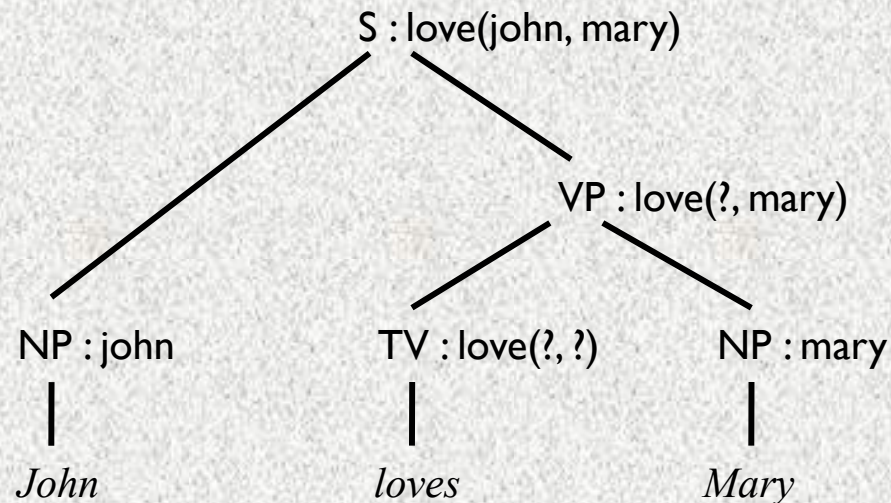 S : love(john, mary)
VP : love(?, mary)
NP : john TV : love(?, ?) NP : mary
John loves Mary